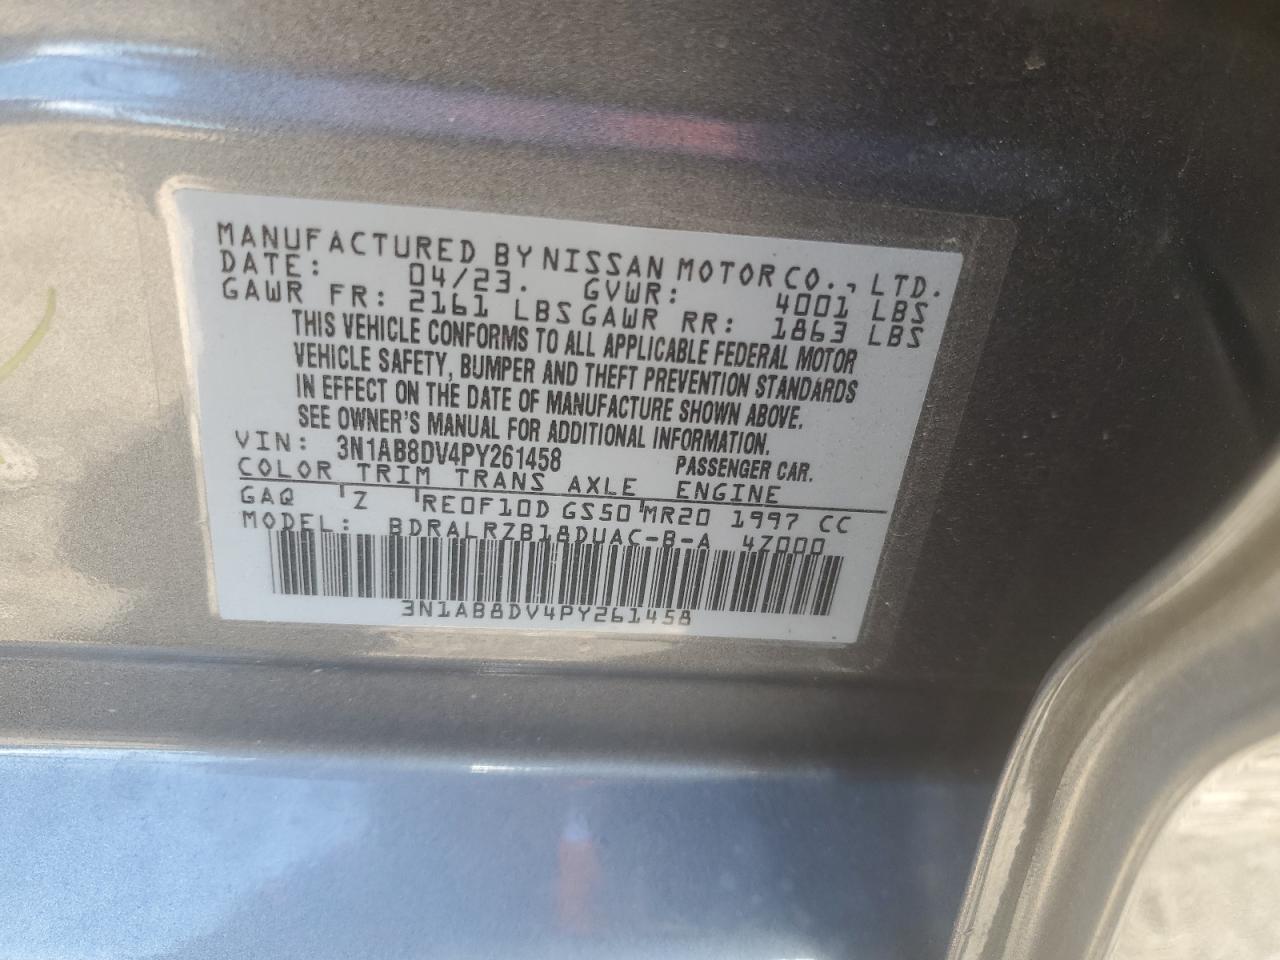 MANUFACTURED BY NISSAN MOTOR CO., LTD.
DATE: 04/23. GVWR: 4001 LBS
GAWR FR: 2161 LBS GAWR RR: 1863 LBS
THIS VEHICLE CONFORMS TO ALL APPLICABLE FEDERAL MOTOR
VEHICLE SAFETY, BUMPER AND THEFT PREVENTION STANDARDS
IN EFFECT ON THE DATE OF MANUFACTURE SHOWN ABOVE.
SEE OWNER'S MANUAL FOR ADDITIONAL INFORMATION.
VIN: 3N1AB8DV4PY261458 PASSENGER CAR.
COLOR TRIM TRANS AXLE ENGINE
GAQ Z RE0F10D GS50 MR20 1997 CC
MODEL: BDRALRZB18DUAC-B-A 4Z000
3N1AB8DV4PY261458